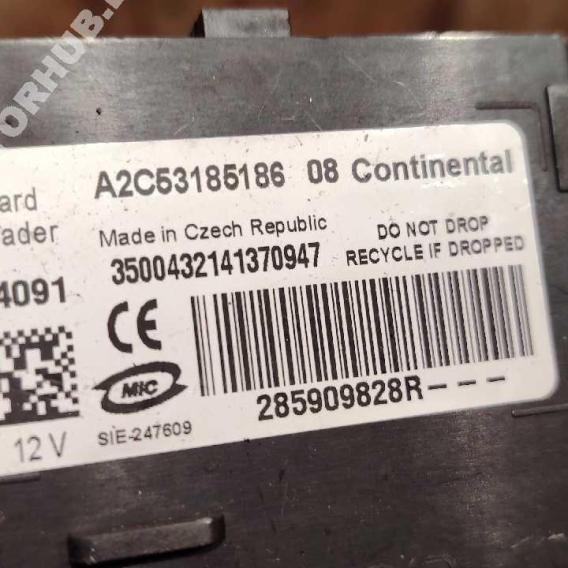 A2C53185186 08 Continental
ard
ader
Made in Czech Republic
DO NOT DROP
RECYCLE IF DROPPED
3500432141370947
4091
CE
MIC
285909828R---
12 V
SIE-247609
ORHUB.